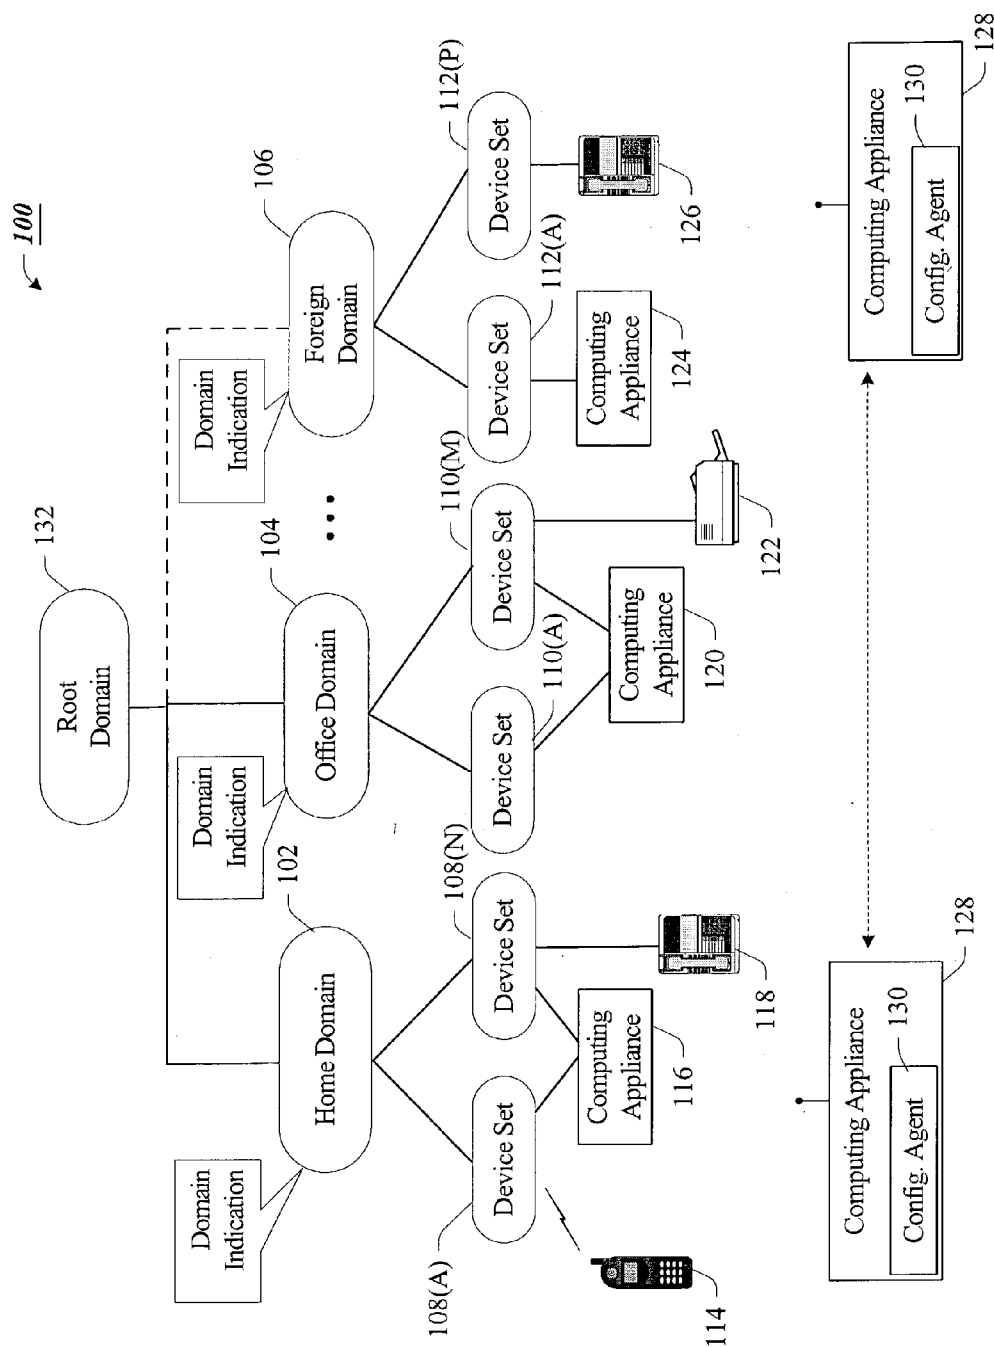 100
Root
Domain
132
Domain
Indication
Domain
Indication
Domain
Indication
Home Domain
102
Office Domain
104
Foreign
Domain
106
Device Set
108(A)
Device Set
108(N)
Device Set
110(A)
Device Set
110(M)
Device Set
112(A)
Device Set
112(P)
114
Computing
Appliance
116
118
Computing
Appliance
120
122
Computing
Appliance
124
126
Computing Appliance
Config. Agent
130
128
Computing Appliance
Config. Agent
130
128